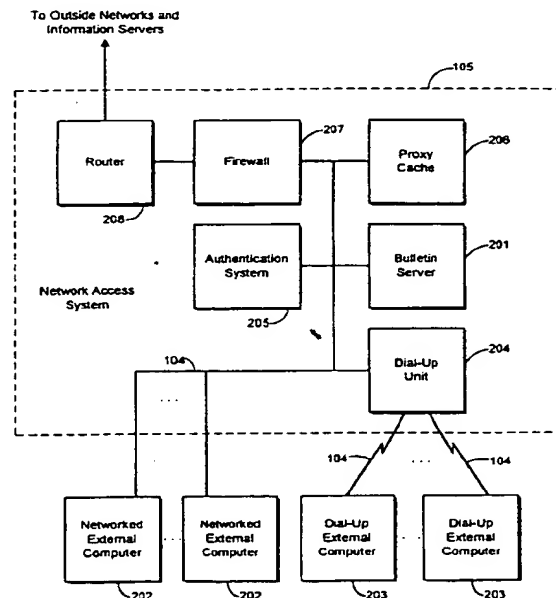 To Outside Networks and
Information Servers
105
207
206
Router
Firewall
Proxy
Cache
208
201
Authentication
System
Bulletin
Server
Network Access
System
205
204
Dial-Up
Unit
104
...
104
...
104
Networked
External
Computer
...
Networked
External
Computer
Dial-Up
External
Computer
...
Dial-Up
External
Computer
202
202
203
203